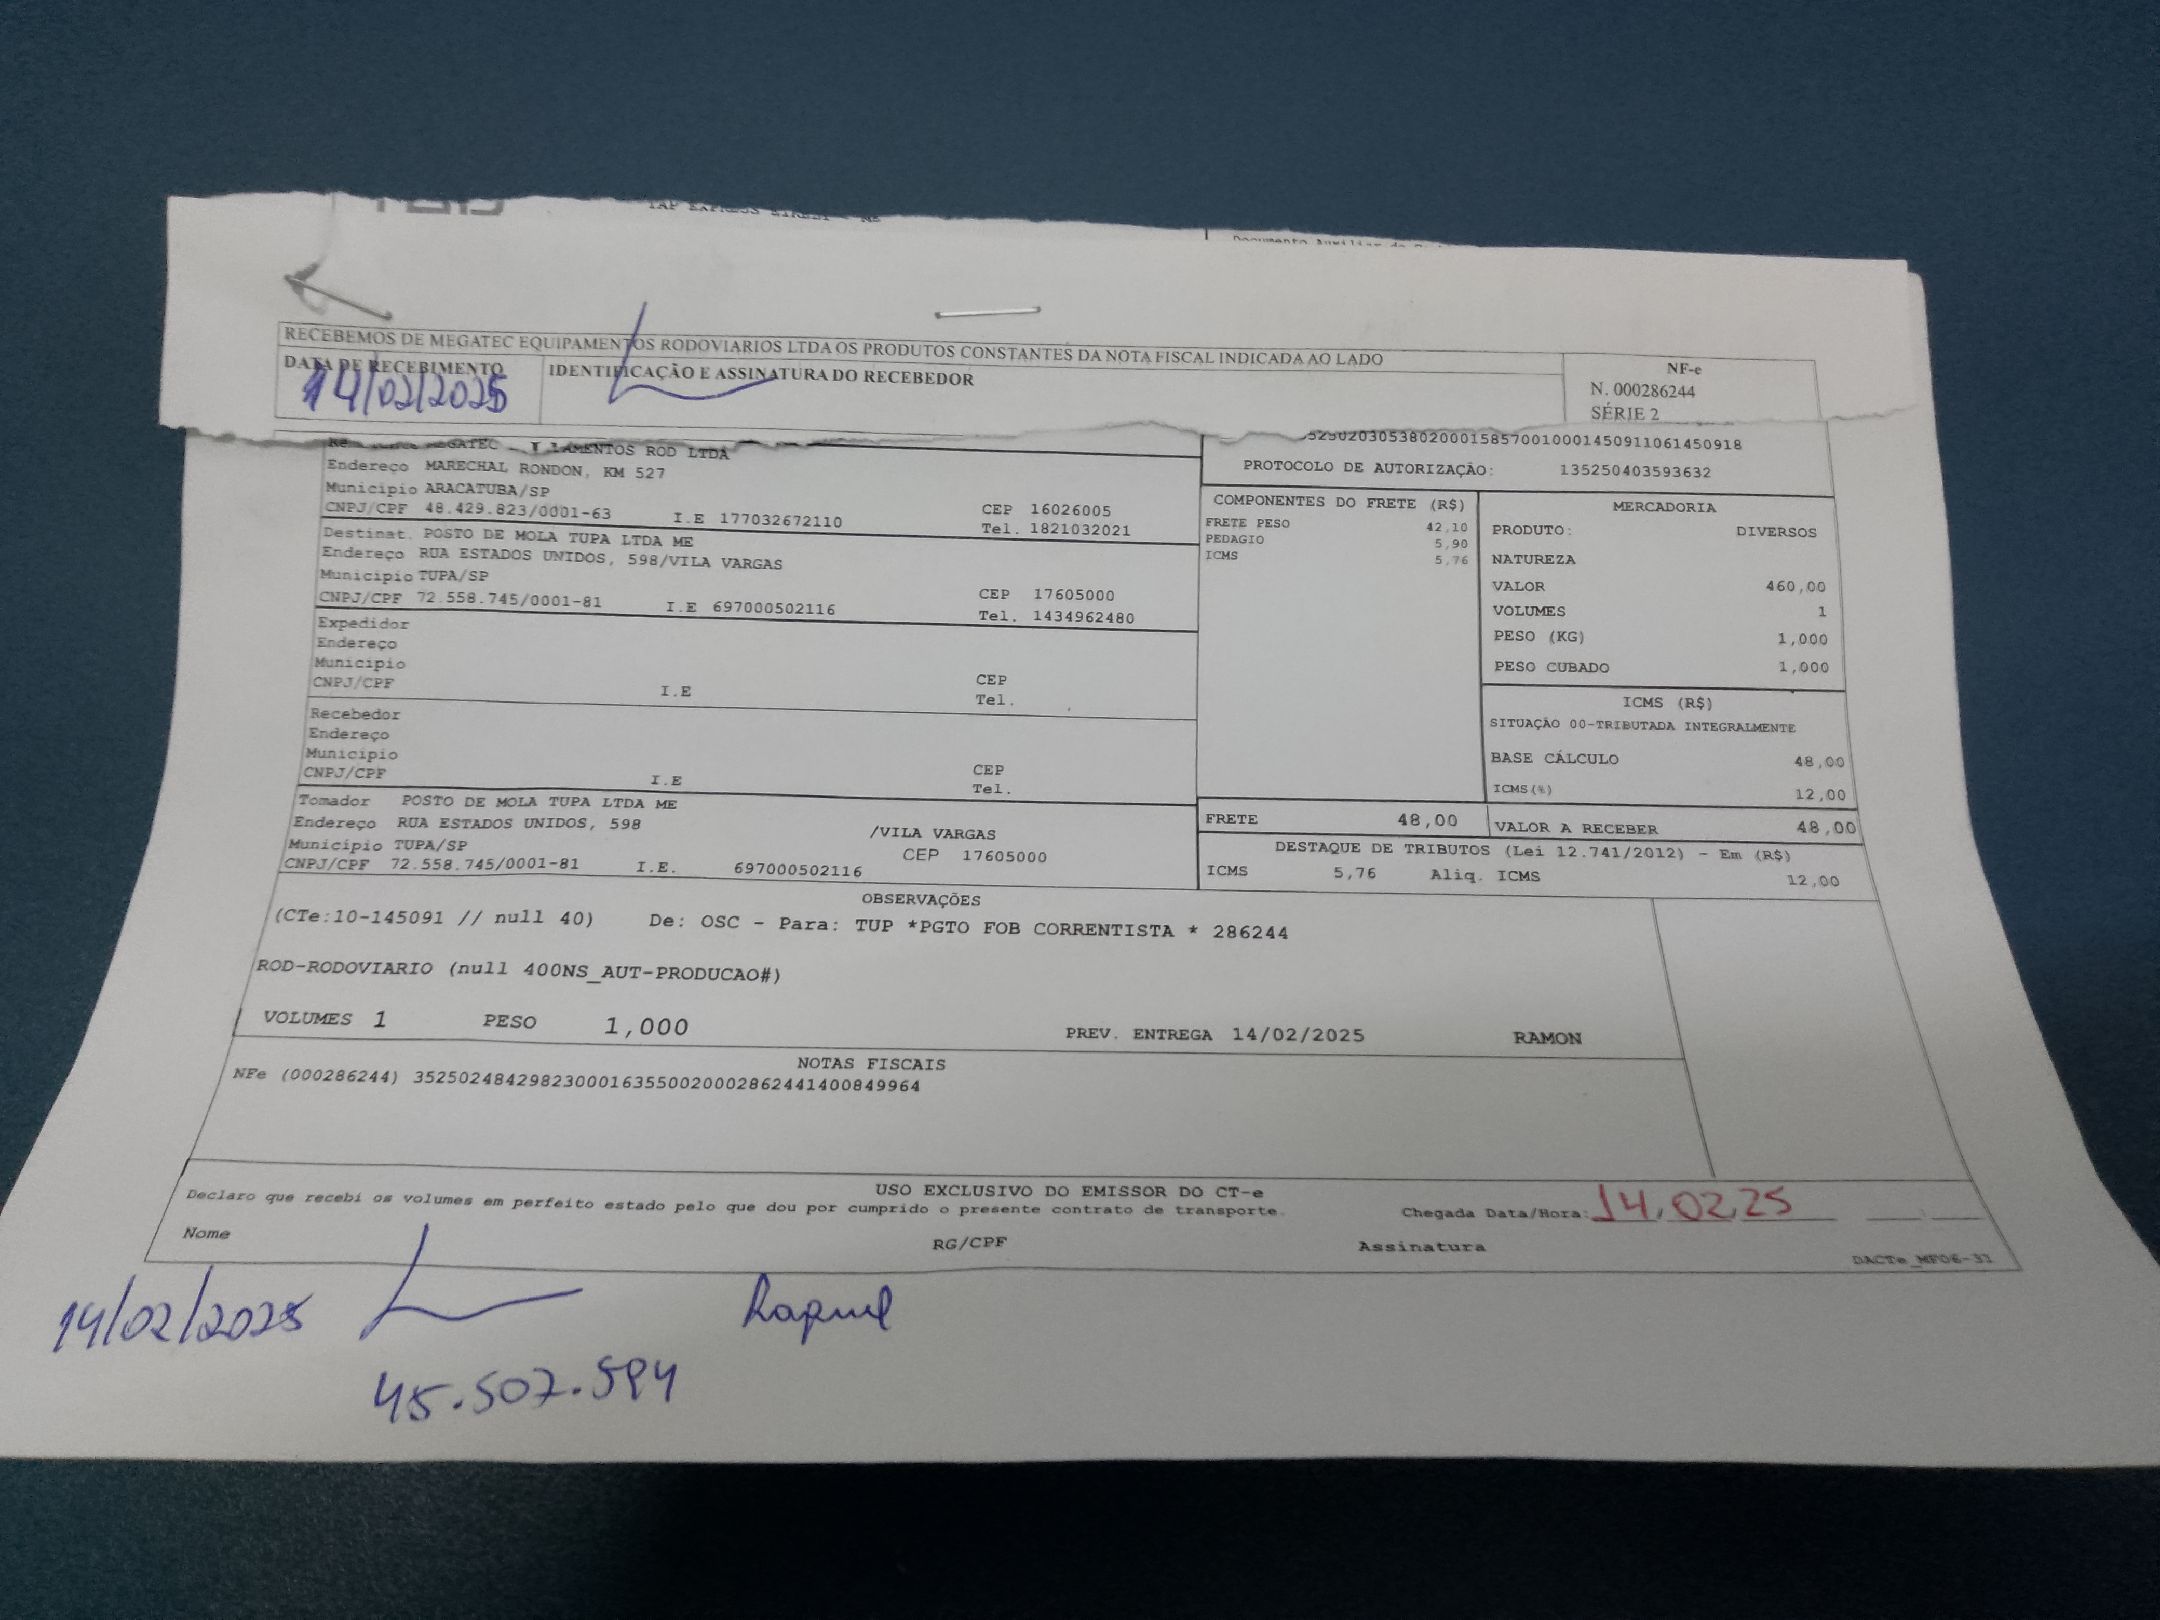 RECEBEMOS DE MEGATEC EQUIPAMENTOS RODOVIARIOS LTDA OS PRODUTOS CONSTANTES DA NOTA FISCAL INDICADA AO LADO
DATA DE RECEBIMENTO
14/02/2025
IDENTIFICAÇÃO E ASSINATURA DO RECEBEDOR
NF-e
N. 000286244
SÉRIE 2
MEGATEC
ROD LTDA
Endereço MARECHAL RONDON, KM 527
Município ARACATUBA/SP
CNPJ/CPF 48.429.823/0001-63 I.E 177032672110
CEP 16026005
Tel. 1821032021
Destinat. POSTO DE MOLA TUPA LTDA ME
Endereço RUA ESTADOS UNIDOS, 598/VILA VARGAS
Município TUPA/SP
CNPJ/CPF 72.558.745/0001-81 I.E 697000502116
CEP 17605000
Tel. 1434962480
Expedidor
Endereço
Município
CNPJ/CPF I.E
CEP
Tel.
Recebedor
Endereço
Município
CNPJ/CPF I.E
CEP
Tel.
Tomador POSTO DE MOLA TUPA LTDA ME
Endereço RUA ESTADOS UNIDOS, 598 /VILA VARGAS
Município TUPA/SP CEP 17605000
CNPJ/CPF 72.558.745/0001-81 I.E. 697000502116
PROTOCOLO DE AUTORIZAÇÃO: 135250403593632
COMPONENTES DO FRETE (R$)
FRETE PESO 42,10
PEDAGIO 5,90
ICMS 5,76
MERCADORIA
PRODUTO: DIVERSOS
NATUREZA
VALOR 460,00
VOLUMES 1
PESO (KG) 1,000
PESO CUBADO 1,000
ICMS (R$)
SITUAÇÃO 00-TRIBUTADA INTEGRALMENTE
BASE CÁLCULO 48,00
ICMS(%) 12,00
FRETE 48,00
VALOR A RECEBER 48,00
DESTAQUE DE TRIBUTOS (Lei 12.741/2012) - Em (R$)
ICMS 5,76 Aliq. ICMS 12,00
OBSERVAÇÕES
(CTe:10-145091 // null 40) De: OSC - Para: TUP *PGTO FOB CORRENTISTA * 286244
ROD-RODOVIARIO (null 400NS_AUT-PRODUCAO#)
VOLUMES 1 PESO 1,000 PREV. ENTREGA 14/02/2025 RAMON
NOTAS FISCAIS
NFe (000286244) 35250248429823000163550020002862441400849964
USO EXCLUSIVO DO EMISSOR DO CT-e
Declaro que recebi os volumes em perfeito estado pelo que dou por cumprido o presente contrato de transporte.
Chegada Data/Hora: 14,02,25
Nome RG/CPF Assinatura
DACTe_MF06-31
14/02/2025
Raquel
45.507.594